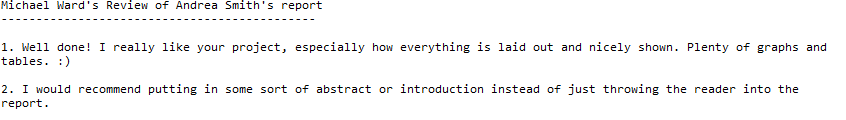 Michael Ward's Review of Andrea Smith's report
---------------------------------------------
1. Well done! I really like your project, especially how everything is laid out and nicely shown. Plenty of graphs and
tables. :)
2. I would recommend putting in some sort of abstract or introduction instead of just throwing the reader into the
report.